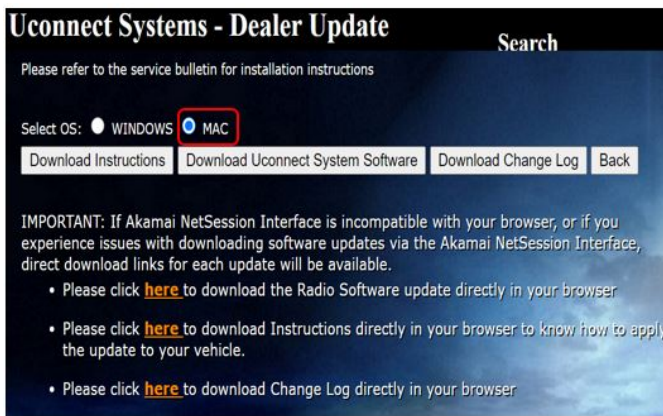 Uconnect Systems - Dealer Update
Search
Please refer to the service bulletin for installation instructions
Select OS: WINDOWS MAC
Download Instructions Download Uconnect System Software Download Change Log Back
IMPORTANT: If Akamai NetSession Interface is incompatible with your browser, or if you
experience issues with downloading software updates via the Akamai NetSession Interface,
direct download links for each update will be available.
• Please click here to download the Radio Software update directly in your browser
• Please click here to download Instructions directly in your browser to know how to apply
the update to your vehicle.
• Please click here to download Change Log directly in your browser